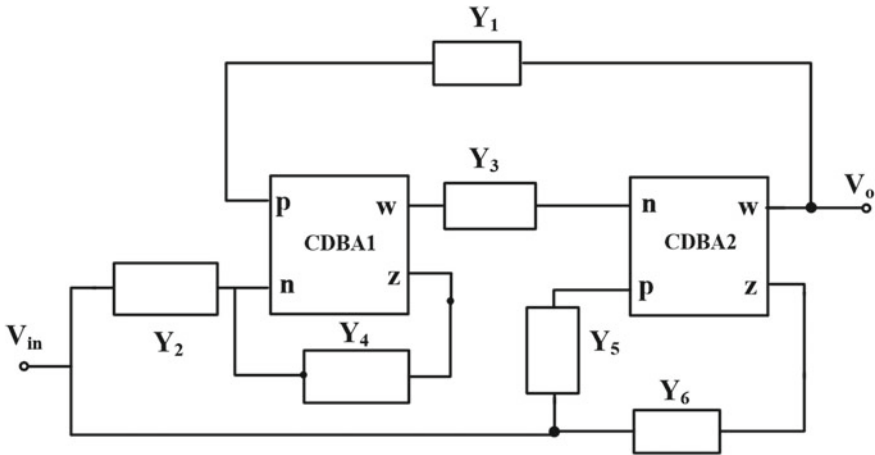 Y₁
Y₃
p
w
n
w
Vₒ
CDBA1
CDBA2
n
z
p
z
Y₂
Y₄
Y₅
Vᵢₙ
Y₆